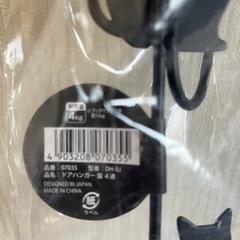 耐荷重
4kg
4 903208 070355
品番：07035 型番：DH-8J
品名：ドアハンガー 猫 4連
DESIGNED IN JAPAN
MADE IN CHINA
紙
ラベル